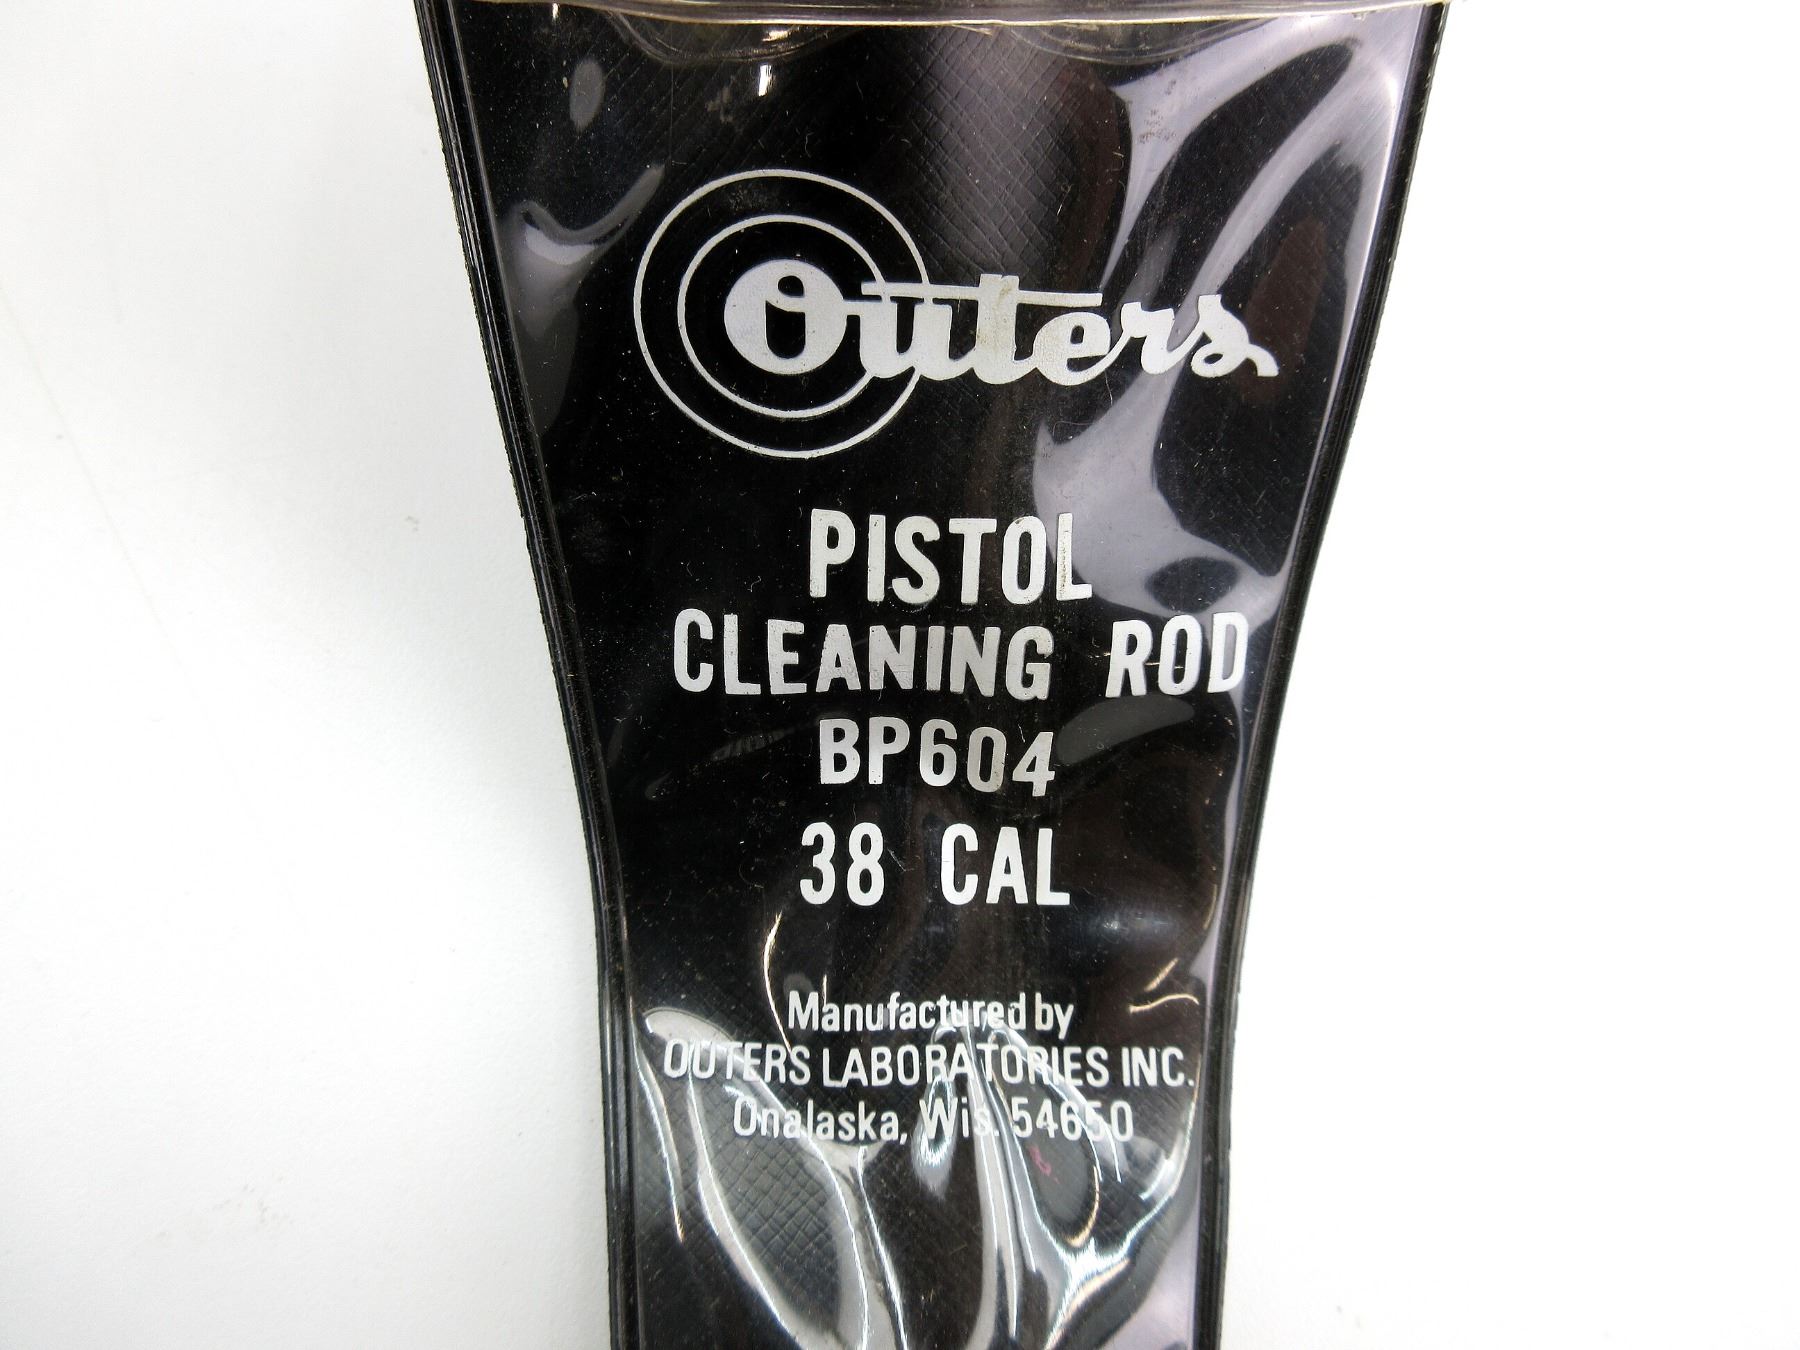 Outers
PISTOL
CLEANING ROD
BP604
38 CAL
Manufactured by
OUTERS LABORATORIES INC.
Onalaska, Wis. 54650